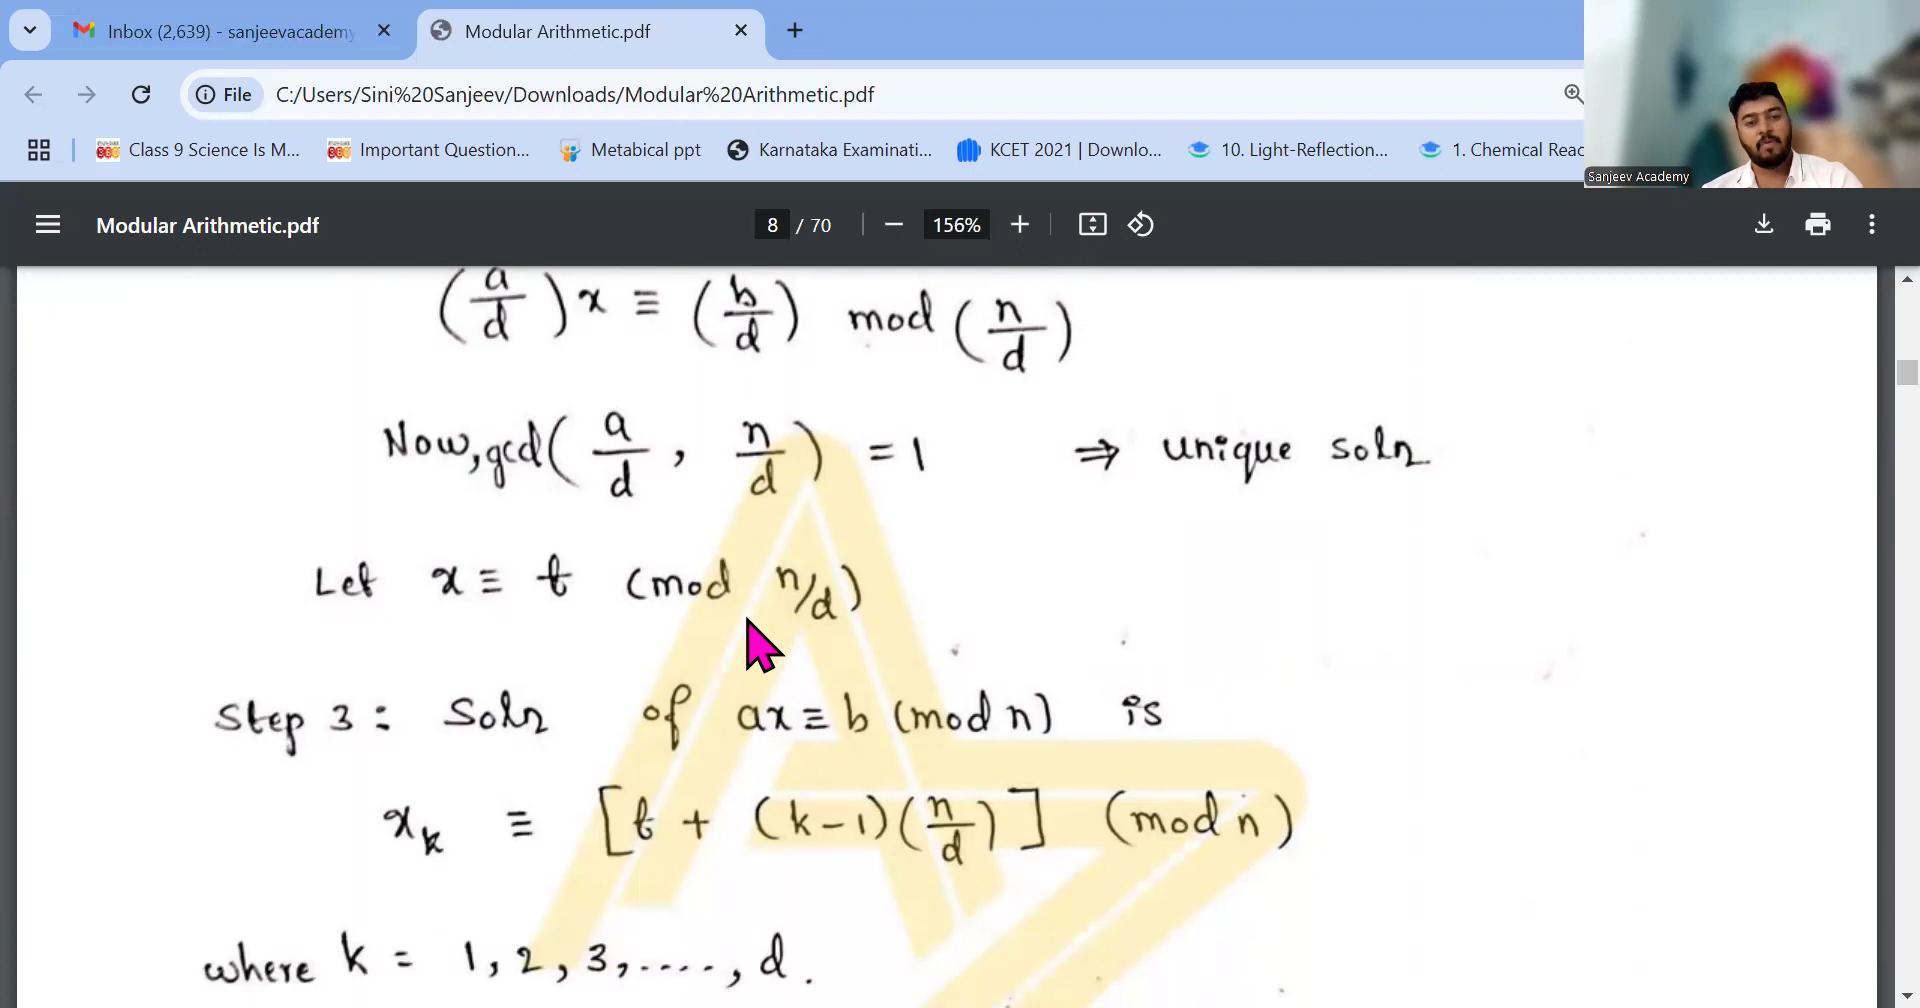 Inbox (2,639) - sanjeevacademy
Modular Arithmetic.pdf
File C:/Users/Sini%20Sanjeev/Downloads/Modular%20Arithmetic.pdf
Class 9 Science Is M... Important Question... Metabical ppt Karnataka Examinati... KCET 2021 | Downlo... 10. Light-Reflection... 1. Chemical Reac
Sanjeev Academy
Modular Arithmetic.pdf 8 / 70 156%
(a/d)x ≡ (b/d) mod (n/d)
Now, gcd(a/d, n/d) = 1 ⇒ unique soln
Let x ≡ t (mod n/d)
Step 3: Soln of ax ≡ b (mod n) is
xₖ ≡ [t + (k-1)(n/d)] (mod n)
where k = 1, 2, 3, ...., d.